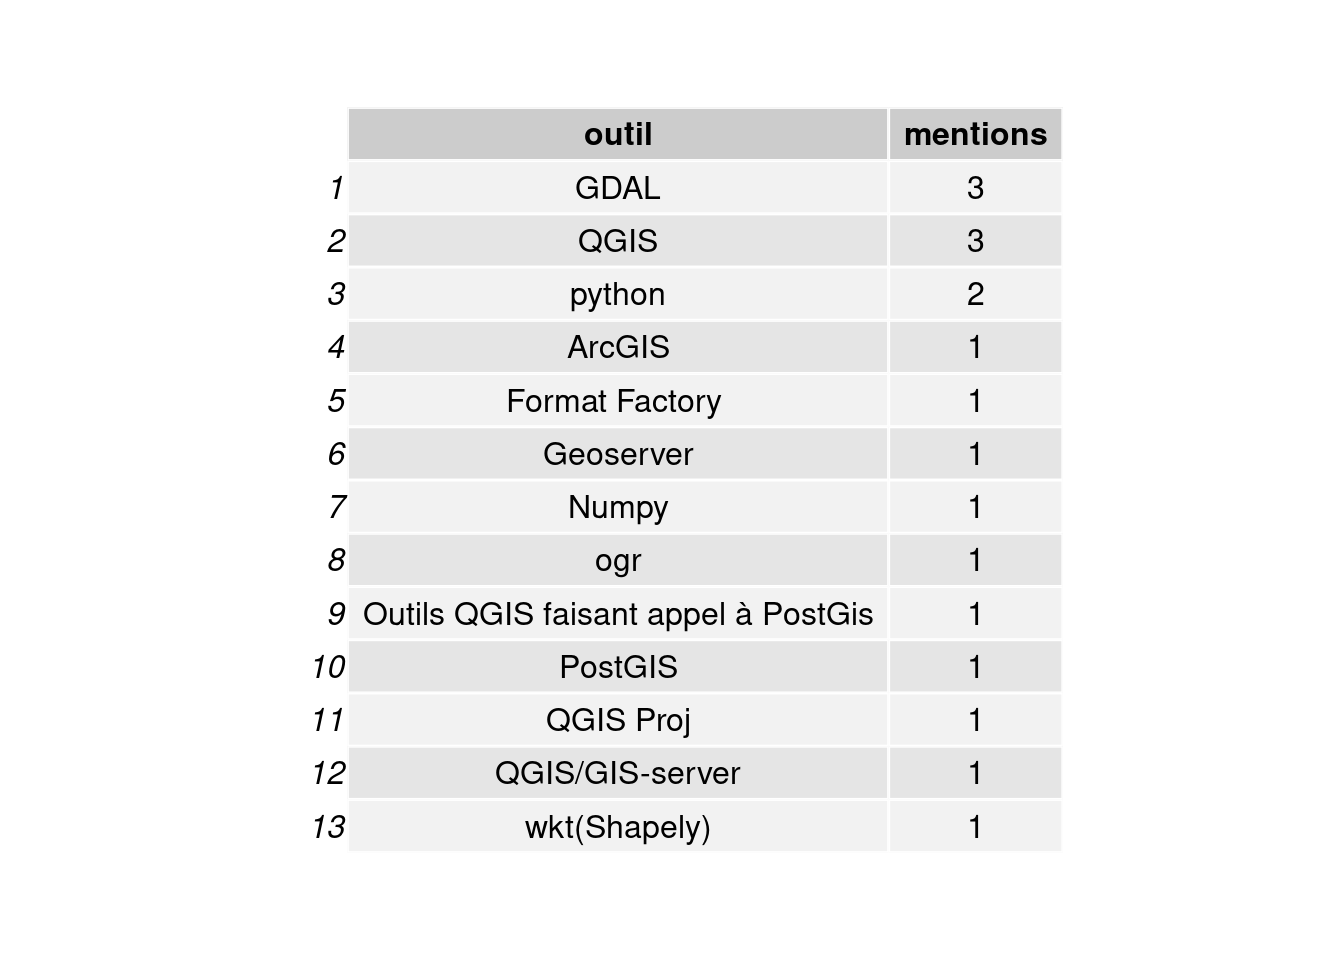 outil mentions
1 GDAL 3
2 QGIS 3
3 python 2
4 ArcGIS 1
5 Format Factory 1
6 Geoserver 1
7 Numpy 1
8 ogr 1
9 Outils QGIS faisant appel à PostGis 1
10 PostGIS 1
11 QGIS Proj 1
12 QGIS/GIS-server 1
13 wkt(Shapely) 1